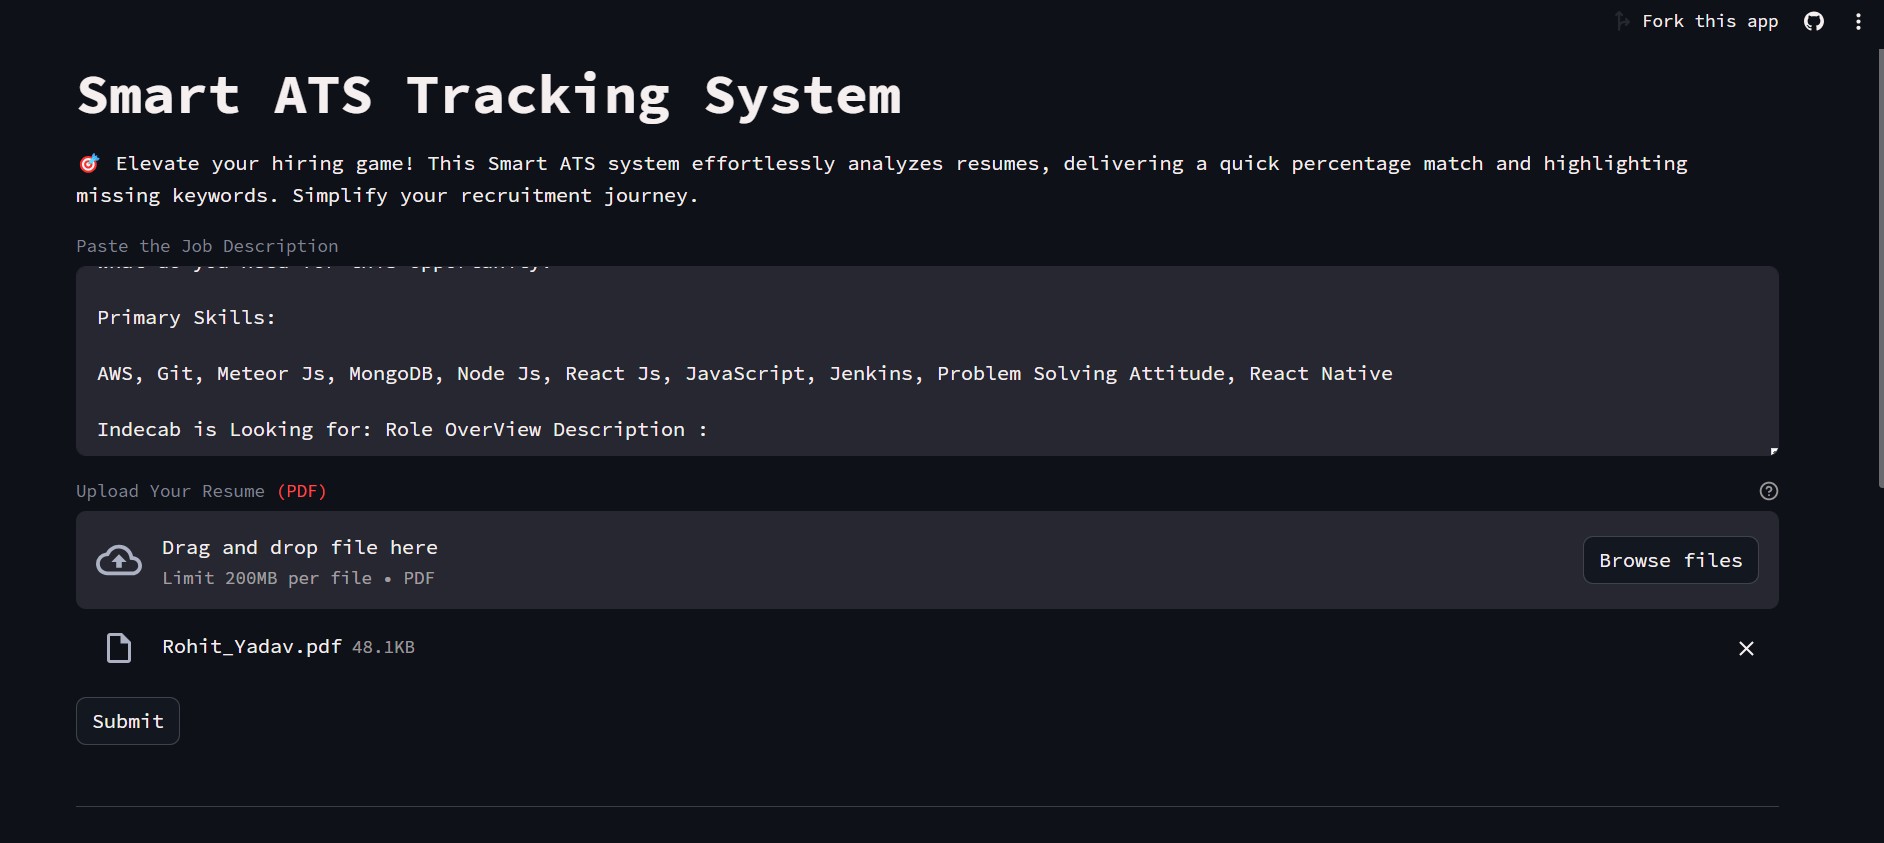 Fork this app
Smart ATS Tracking System
🎯 Elevate your hiring game! This Smart ATS system effortlessly analyzes resumes, delivering a quick percentage match and highlighting
missing keywords. Simplify your recruitment journey.
Paste the Job Description
Primary Skills:
AWS, Git, Meteor Js, MongoDB, Node Js, React Js, JavaScript, Jenkins, Problem Solving Attitude, React Native
Indecab is Looking for: Role OverView Description :
Upload Your Resume (PDF)
Drag and drop file here
Limit 200MB per file • PDF
Browse files
Rohit_Yadav.pdf 48.1KB
Submit